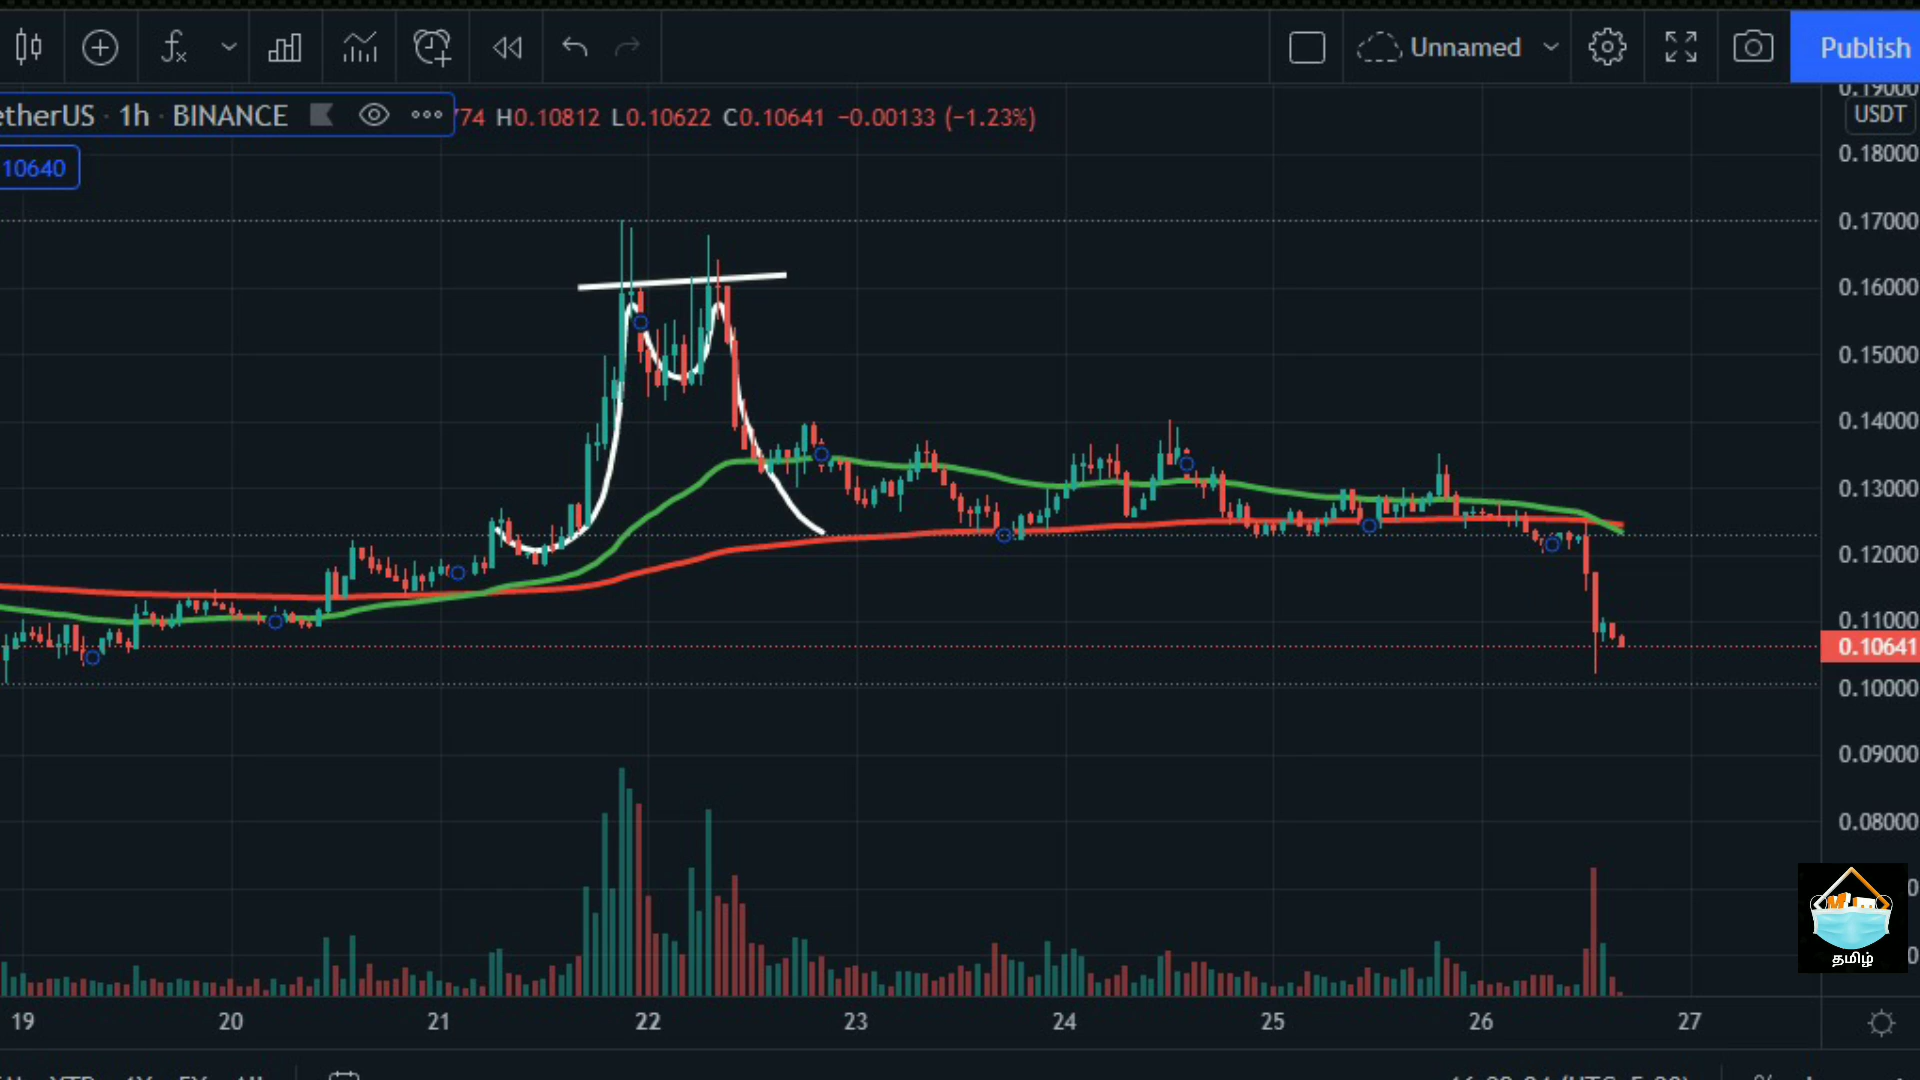 Unnamed
Publish
etherUS · 1h · BINANCE
774 H0.10812 L0.10622 C0.10641 −0.00133 (−1.23%)
10640
0.19000
USDT
0.18000
0.17000
0.16000
0.15000
0.14000
0.13000
0.12000
0.11000
0.10641
0.10000
0.09000
0.08000
தமிழ்
19 20 21 22 23 24 25 26 27